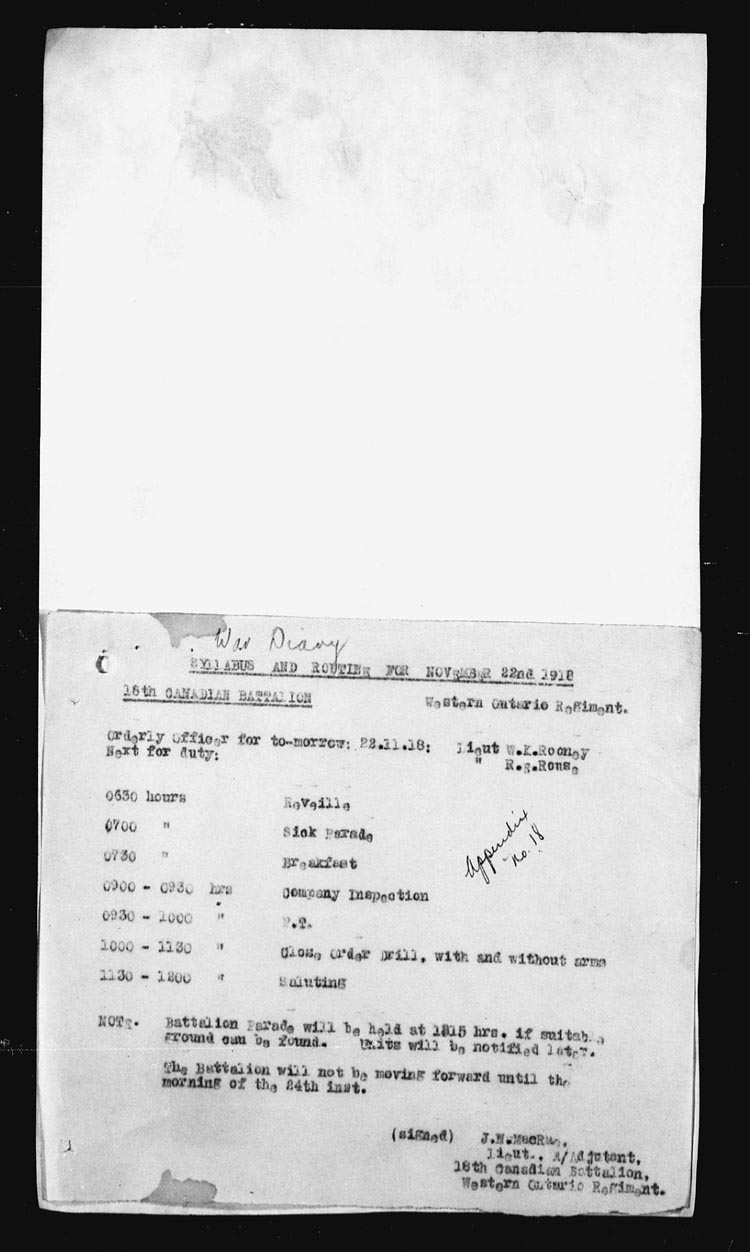 War Diary
SYLLABUS AND ROUTINE FOR NOVEMBER 22nd 1918
18th CANADIAN BATTALION Western Ontario Regiment.
Orderly Officer for to-morrow: 22.11.18: Lieut W.K.Rooney
Next for duty: " R.g.Rouse
0630 hours Reveille
0700 " Sick Parade
0730 " Breakfast
0900 - 0930 hrs Company Inspection
0930 - 1000 " P.T.
1000 - 1130 " Close Order Drill, with and without arms
1130 - 1200 " Saluting
Appendix
no. 18
NOTE. Battalion Parade will be held at 1215 hrs. if suitable
ground can be found. Units will be notified later.
The Battalion will not be moving forward until the
morning of the 24th inst.
(signed) J.N.MacRae,
Lieut., A/Adjutant,
18th Canadian Battalion,
Western Ontario Regiment.